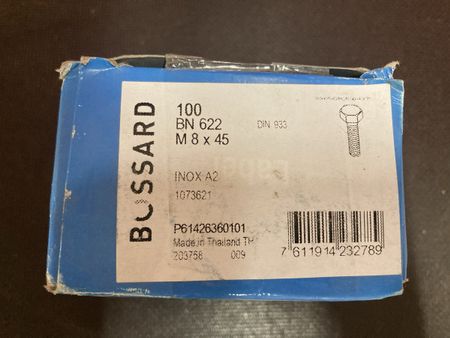 BOSSARD
100
BN 622 DIN 933
M 8 x 45
INOX A2
1073621
P61426360101
Made in Thailand TH
203758 009
7 611914 232789